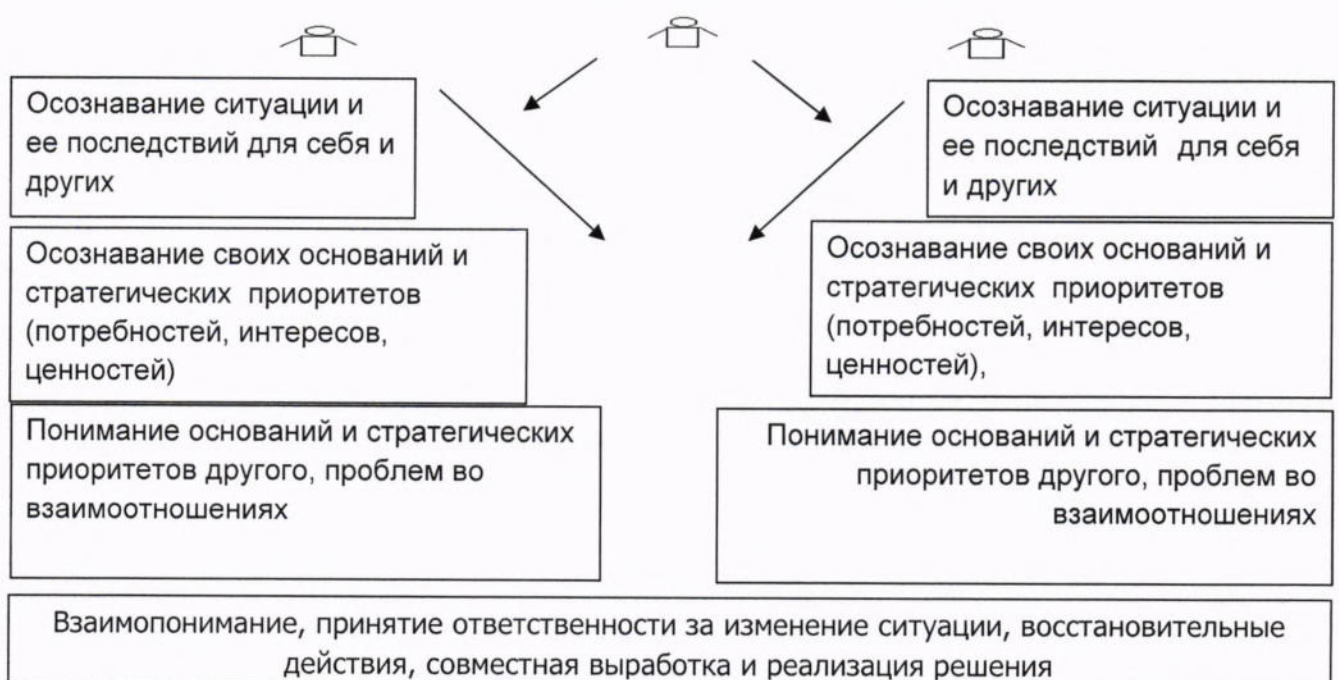 Осознавание ситуации и
ее последствий для себя и
других
Осознавание ситуации и
ее последствий для себя
и других
Осознавание своих оснований и
стратегических приоритетов
(потребностей, интересов,
ценностей)
Осознавание своих оснований и
стратегических приоритетов
(потребностей, интересов,
ценностей),
Понимание оснований и стратегических
приоритетов другого, проблем во
взаимоотношениях
Понимание оснований и стратегических
приоритетов другого, проблем во
взаимоотношениях
Взаимопонимание, принятие ответственности за изменение ситуации, восстановительные
действия, совместная выработка и реализация решения